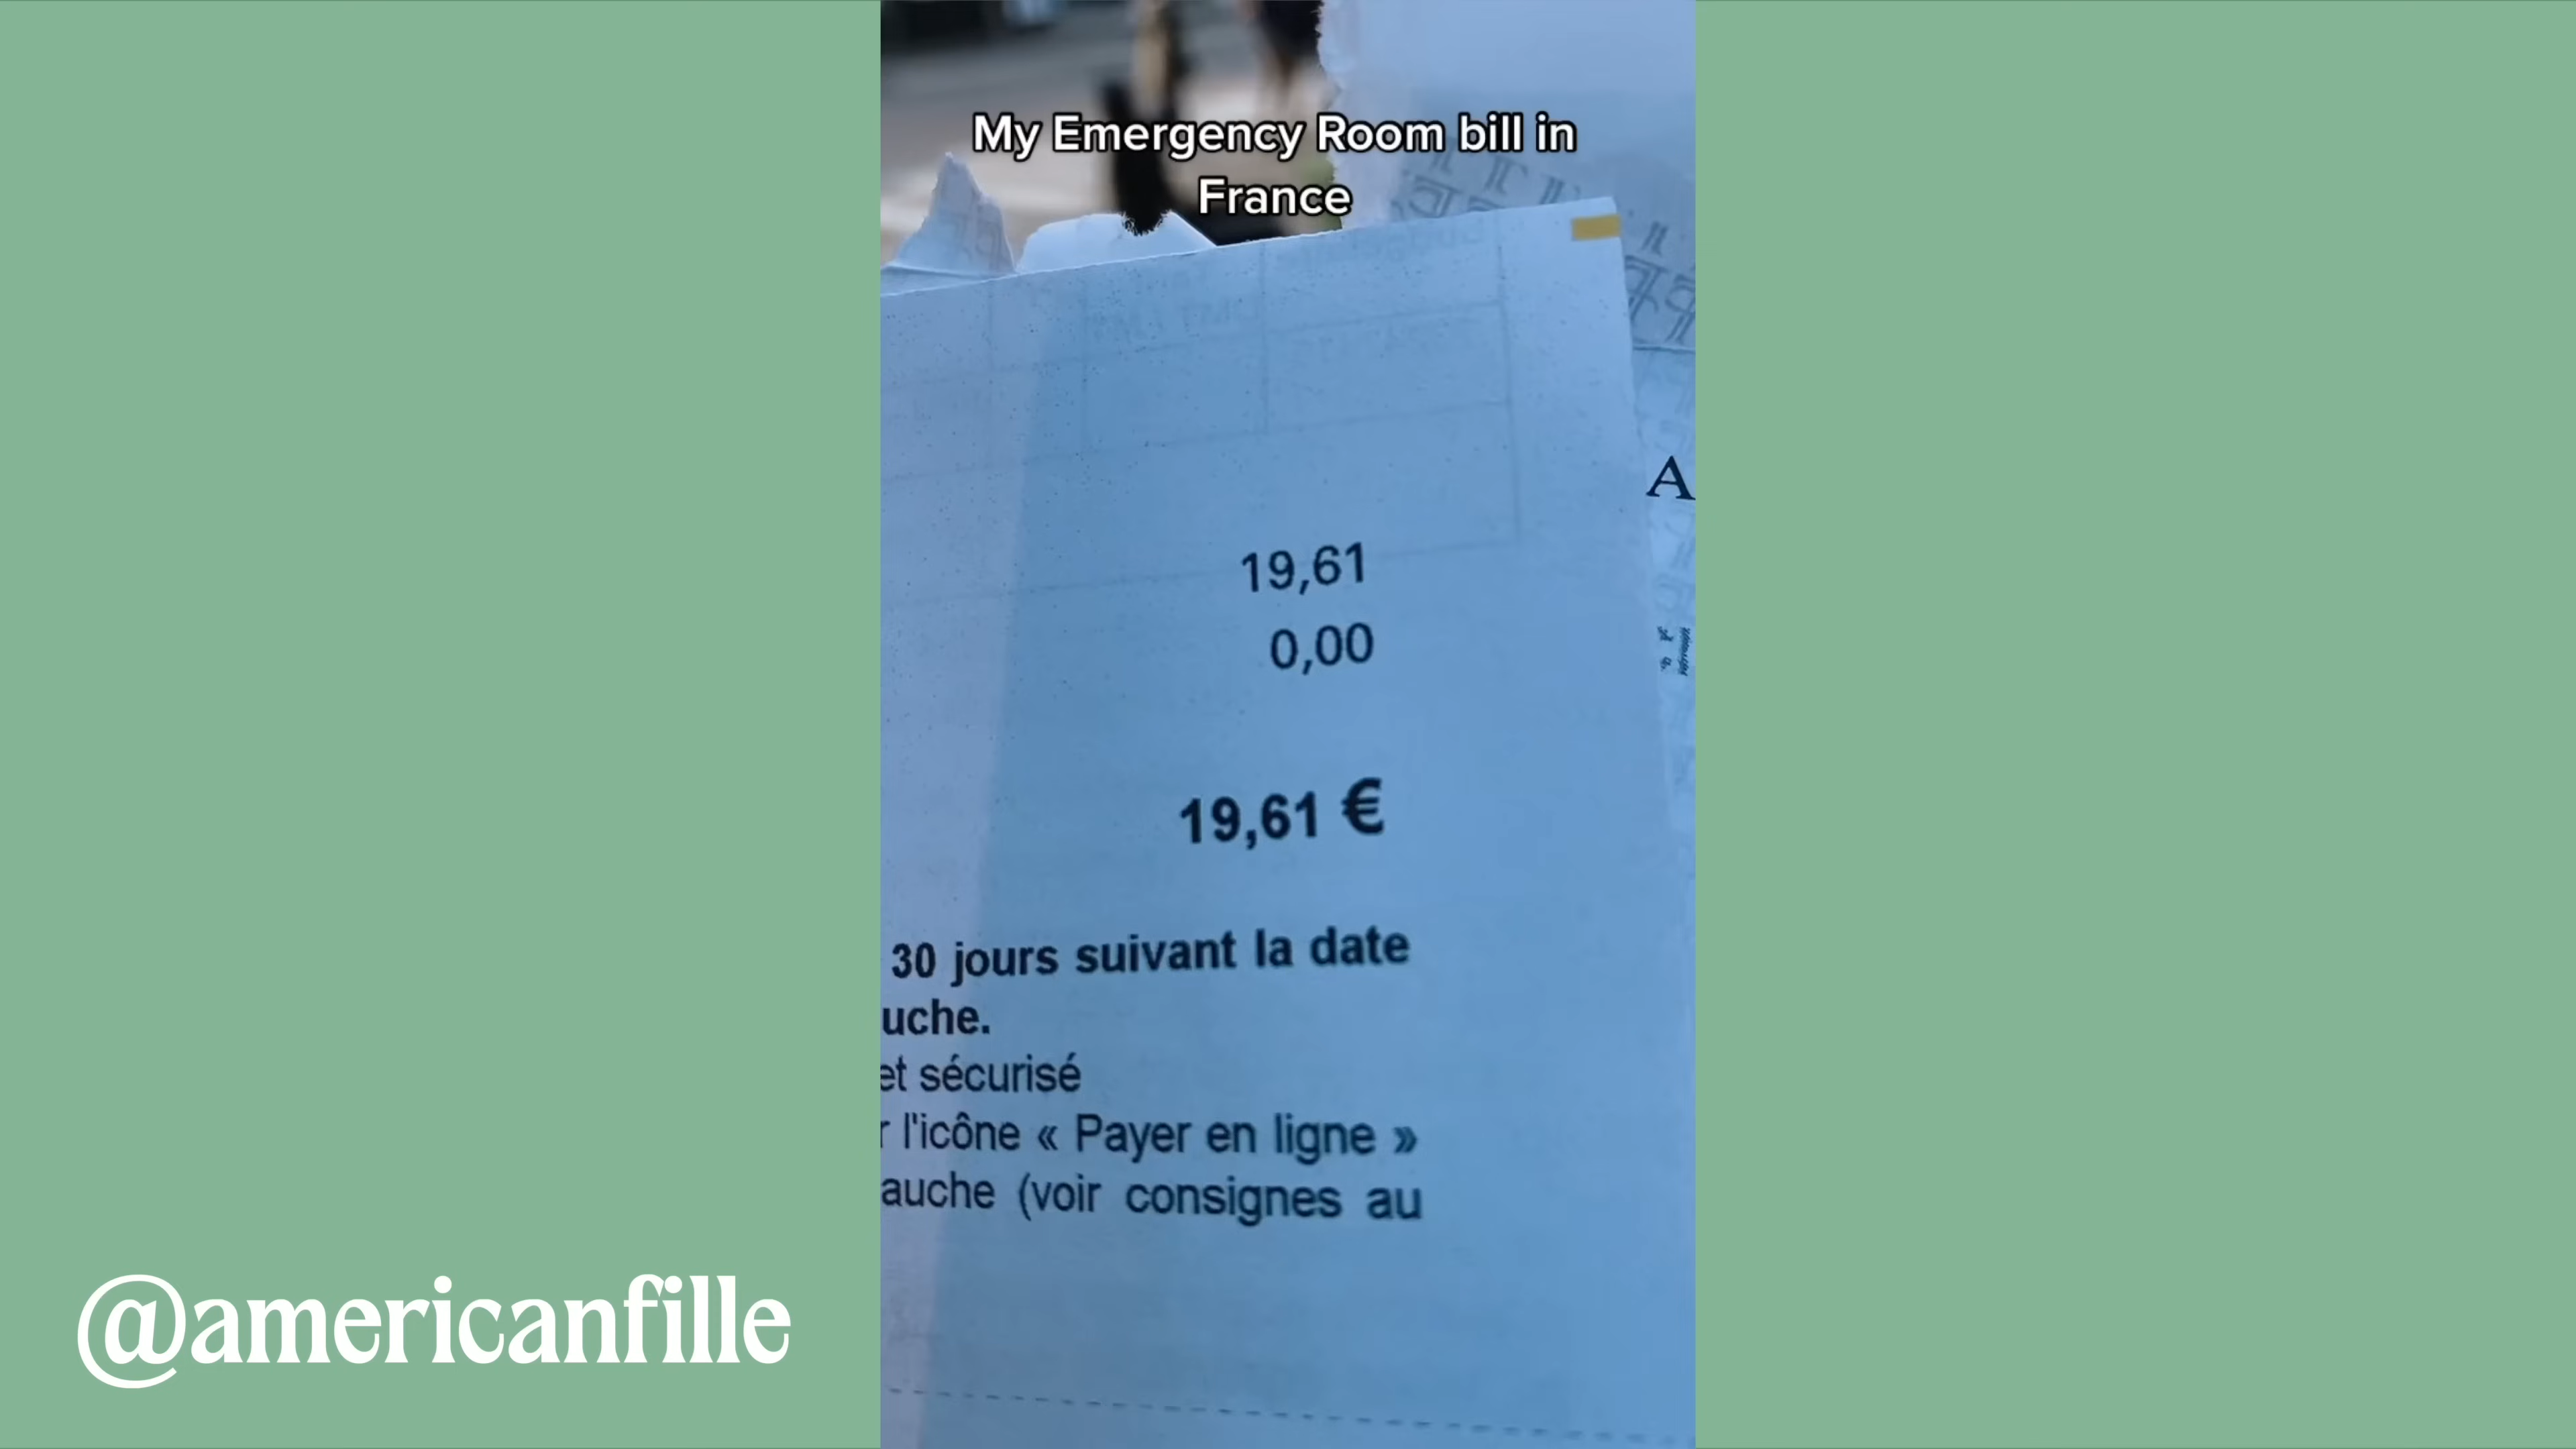 My Emergency Room bill in
France
A
19,61
0,00
19,61 €
30 jours suivant la date
uche.
et sécurisé
r l'icône « Payer en ligne »
auche (voir consignes au
@americanfille